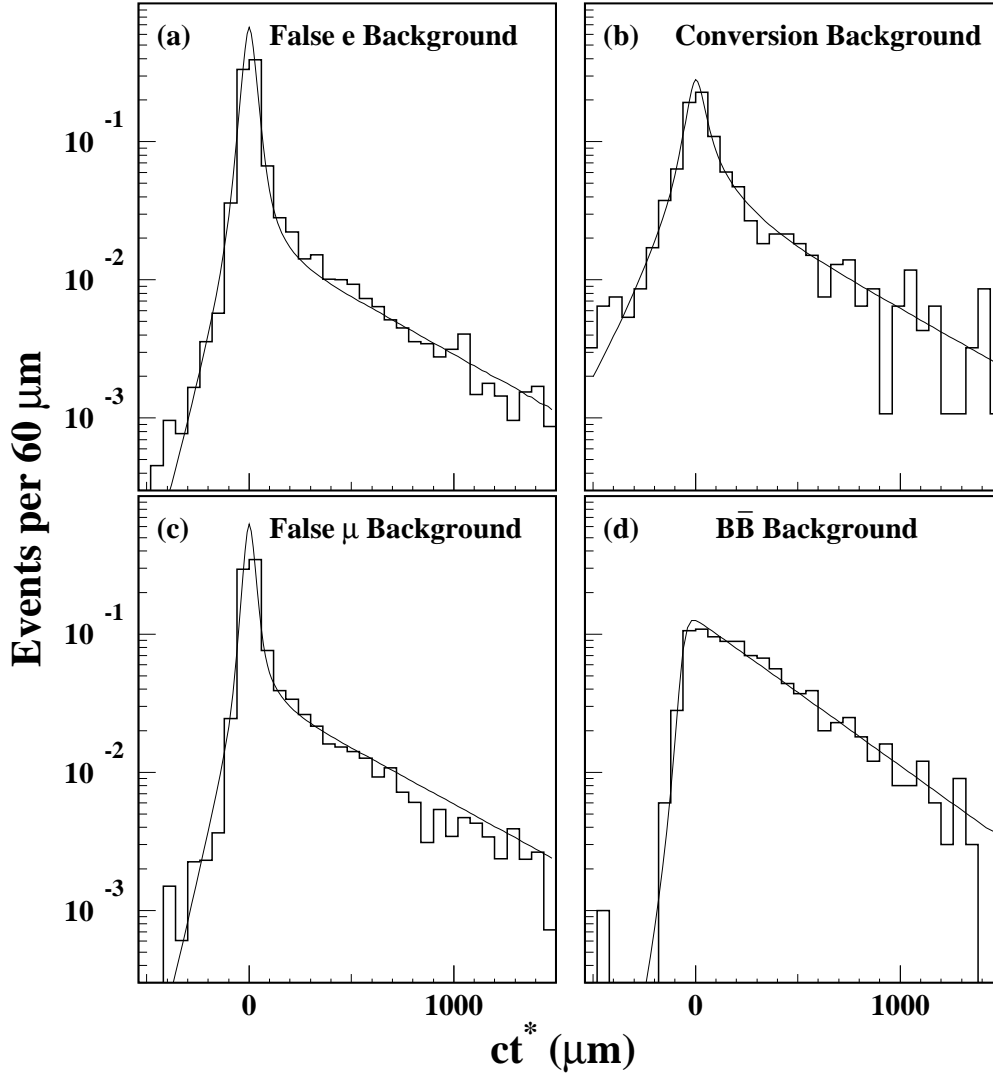 (a) False e Background
(b) Conversion Background
10⁻¹
10⁻²
10⁻³
(c) False μ Background
(d) BB̄ Background
10⁻¹
10⁻²
10⁻³
0 1000
0 1000
Events per 60 μm
ct* (μm)